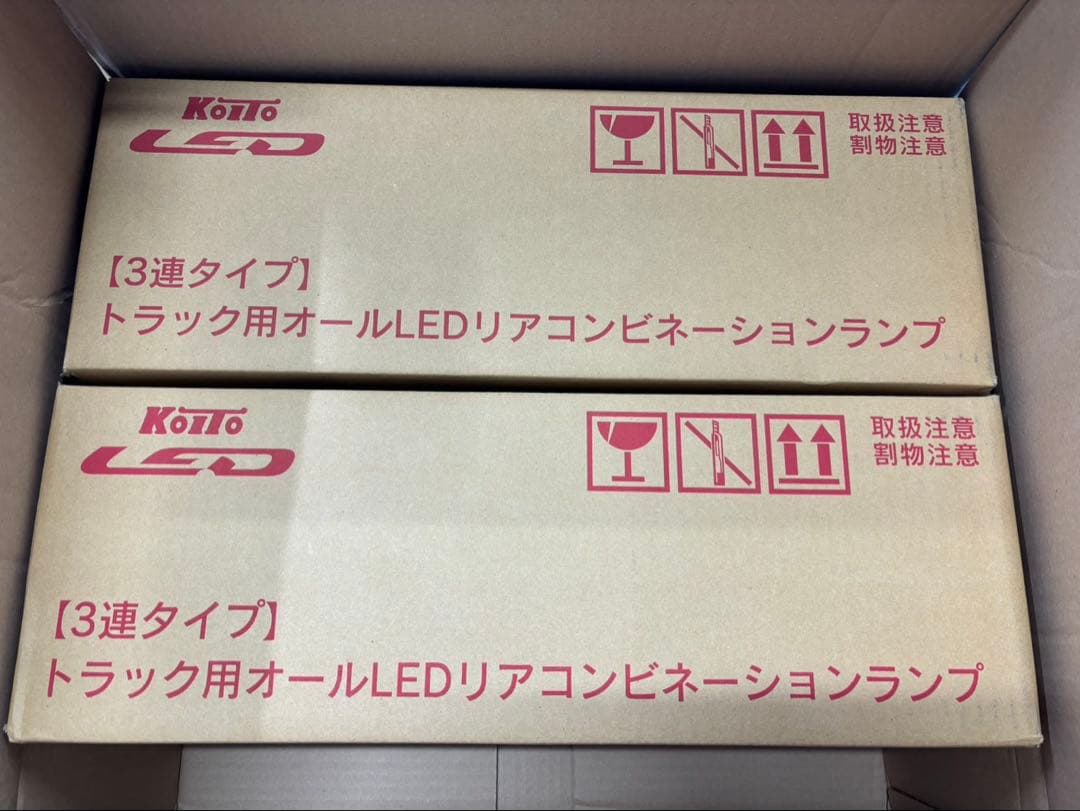 KOITO
LED
取扱注意
割物注意
【3連タイプ】
トラック用オールLEDリアコンビネーションランプ
KOITO
LED
取扱注意
割物注意
【3連タイプ】
トラック用オールLEDリアコンビネーションランプ